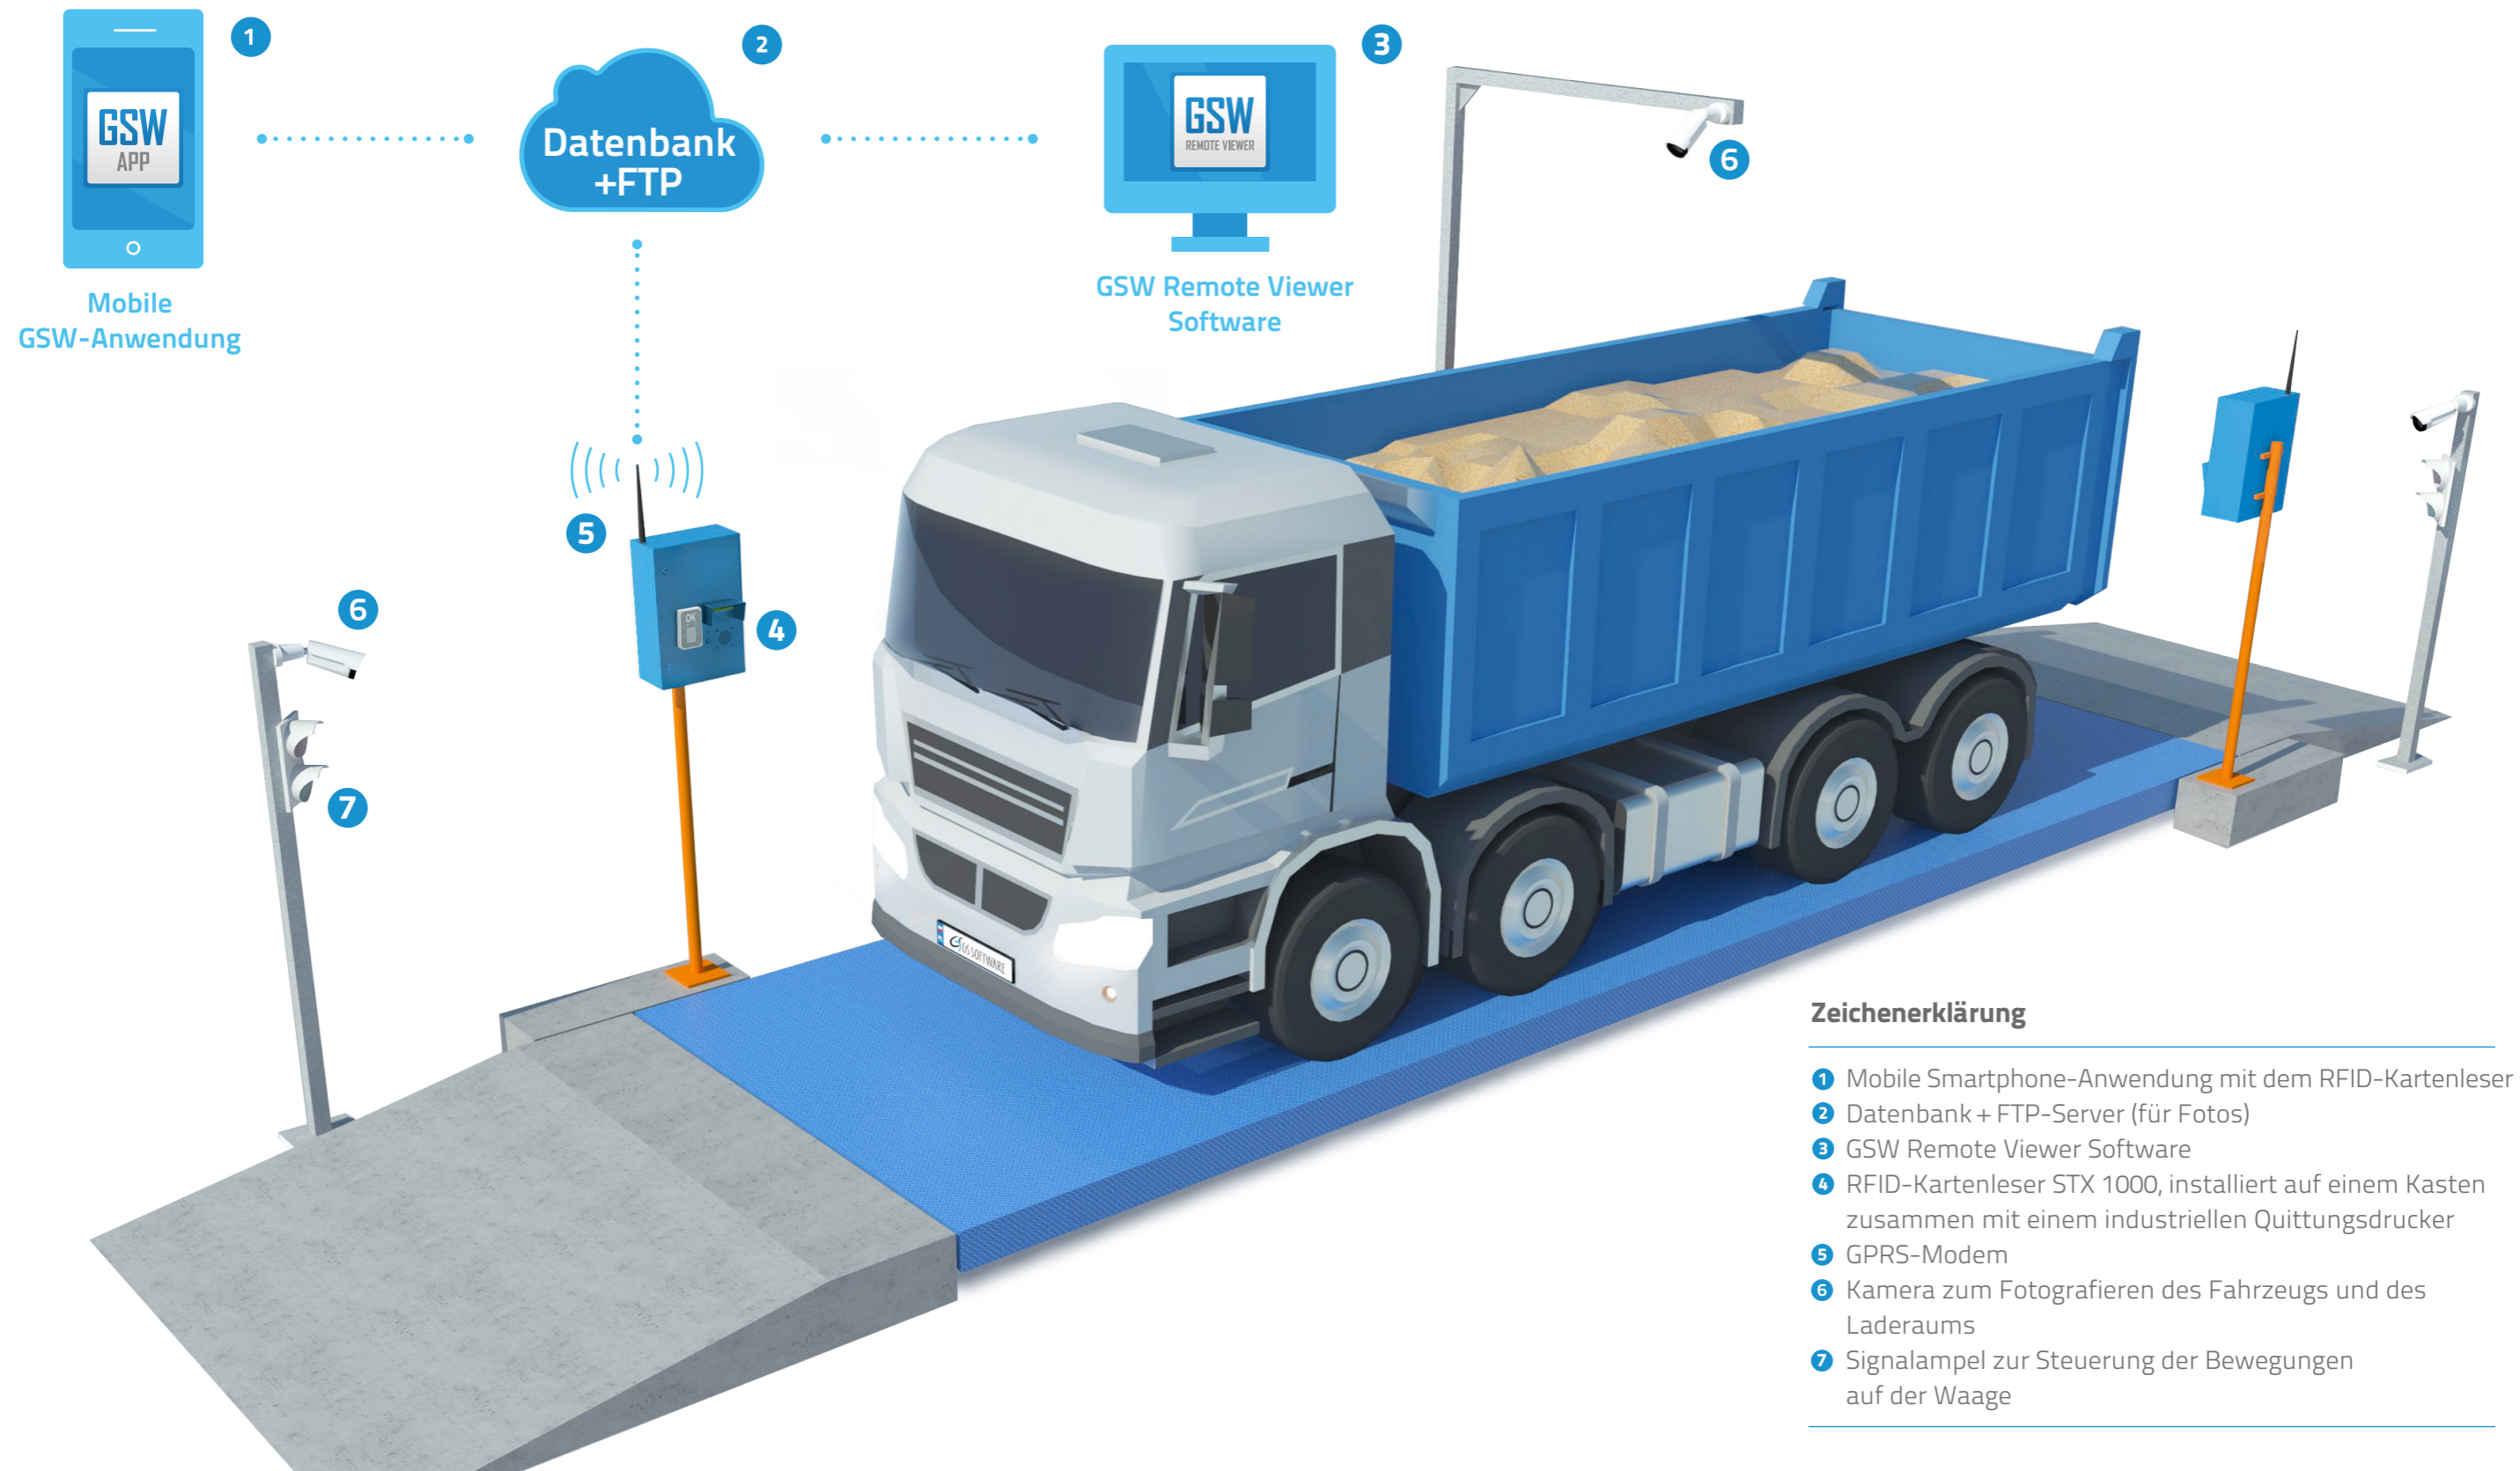 1
GSW
APP
Mobile
GSW-Anwendung
2
Datenbank
+FTP
3
GSW
REMOTE VIEWER
GSW Remote Viewer
Software
6
5
OK
4
6
7
GS SOFTWARE
Zeichenerklärung
1 Mobile Smartphone-Anwendung mit dem RFID-Kartenleser
2 Datenbank + FTP-Server (für Fotos)
3 GSW Remote Viewer Software
4 RFID-Kartenleser STX 1000, installiert auf einem Kasten
zusammen mit einem industriellen Quittungsdrucker
5 GPRS-Modem
6 Kamera zum Fotografieren des Fahrzeugs und des
Laderaums
7 Signalampel zur Steuerung der Bewegungen
auf der Waage